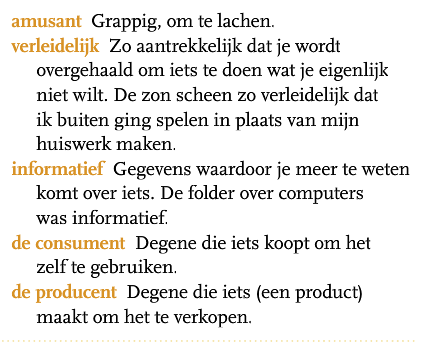 amusant Grappig, om te lachen.
verleidelijk Zo aantrekkelijk dat je wordt
overgehaald om iets te doen wat je eigenlijk
niet wilt. De zon scheen zo verleidelijk dat
ik buiten ging spelen in plaats van mijn
huiswerk maken.
informatief Gegevens waardoor je meer te weten
komt over iets. De folder over computers
was informatief.
de consument Degene die iets koopt om het
zelf te gebruiken.
de producent Degene die iets (een product)
maakt om het te verkopen.